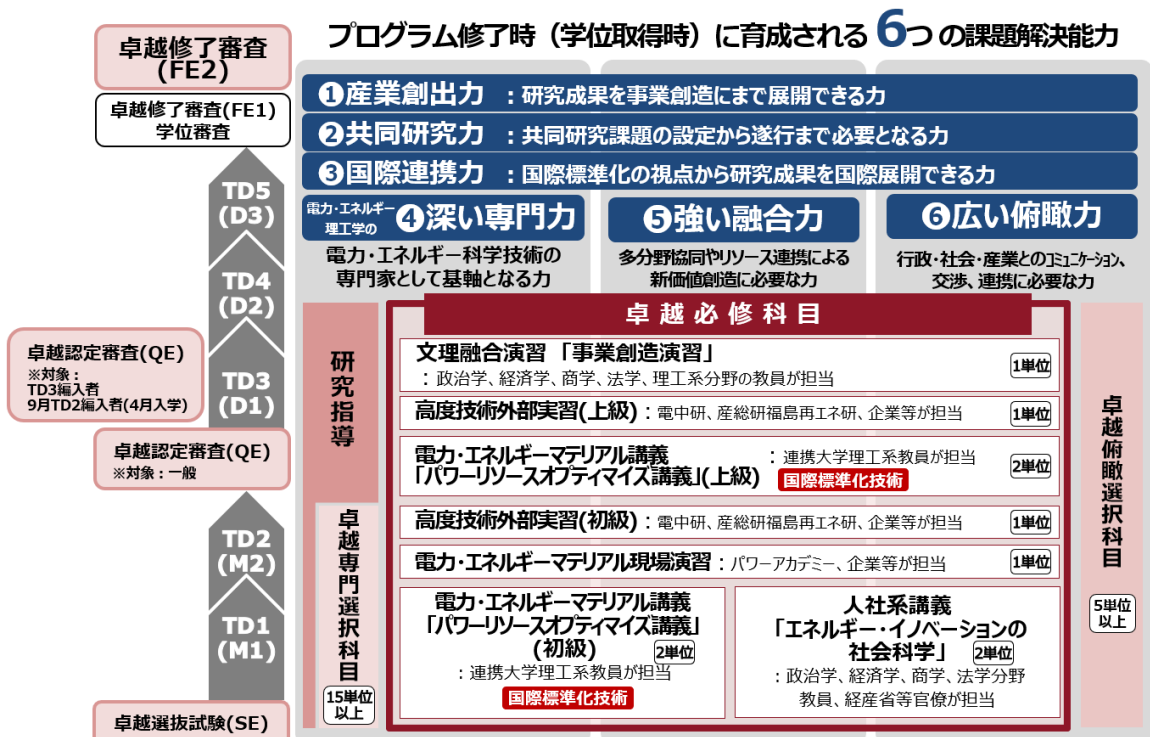 プログラム修了時（学位取得時）に育成される 6つ の課題解決能力
卓越修了審査
(FE2)
卓越修了審査(FE1)
学位審査
TD5
(D3)
TD4
(D2)
TD3
(D1)
卓越認定審査(QE)
※対象：
TD3編入者
9月TD2編入者(4月入学)
卓越認定審査(QE)
※対象：一般
TD2
(M2)
TD1
(M1)
卓越選抜試験(SE)
❶産業創出力 ：研究成果を事業創造にまで展開できる力
❷共同研究力 ：共同研究課題の設定から遂行まで必要となる力
❸国際連携力 ：国際標準化の視点から研究成果を国際展開できる力
電力・エネルギー
理工学の
❹深い専門力
電力・エネルギー科学技術の
専門家として基軸となる力
❺強い融合力
多分野協同やリソース連携による
新価値創造に必要な力
❻広い俯瞰力
行政・社会・産業とのコミュニケーション、
交渉、連携に必要な力
研究指導
卓越専門選択科目
15単位
以上
卓越必修科目
文理融合演習 「事業創造演習」
：政治学、経済学、商学、法学、理工系分野の教員が担当
1単位
高度技術外部実習(上級)：電中研、産総研福島再エネ研、企業等が担当
1単位
電力・エネルギーマテリアル講義 ：連携大学理工系教員が担当
「パワーリソースオプティマイズ講義」(上級) 国際標準化技術
2単位
高度技術外部実習(初級)：電中研、産総研福島再エネ研、企業等が担当
1単位
電力・エネルギーマテリアル現場演習：パワーアカデミー、企業等が担当
1単位
電力・エネルギーマテリアル講義
「パワーリソースオプティマイズ講義」
(初級) 2単位
：連携大学理工系教員が担当
国際標準化技術
人社系講義
「エネルギー・イノベーションの
社会科学」 2単位
：政治学、経済学、商学、法学分野
教員、経産省等官僚が担当
卓越俯瞰選択科目
5単位
以上